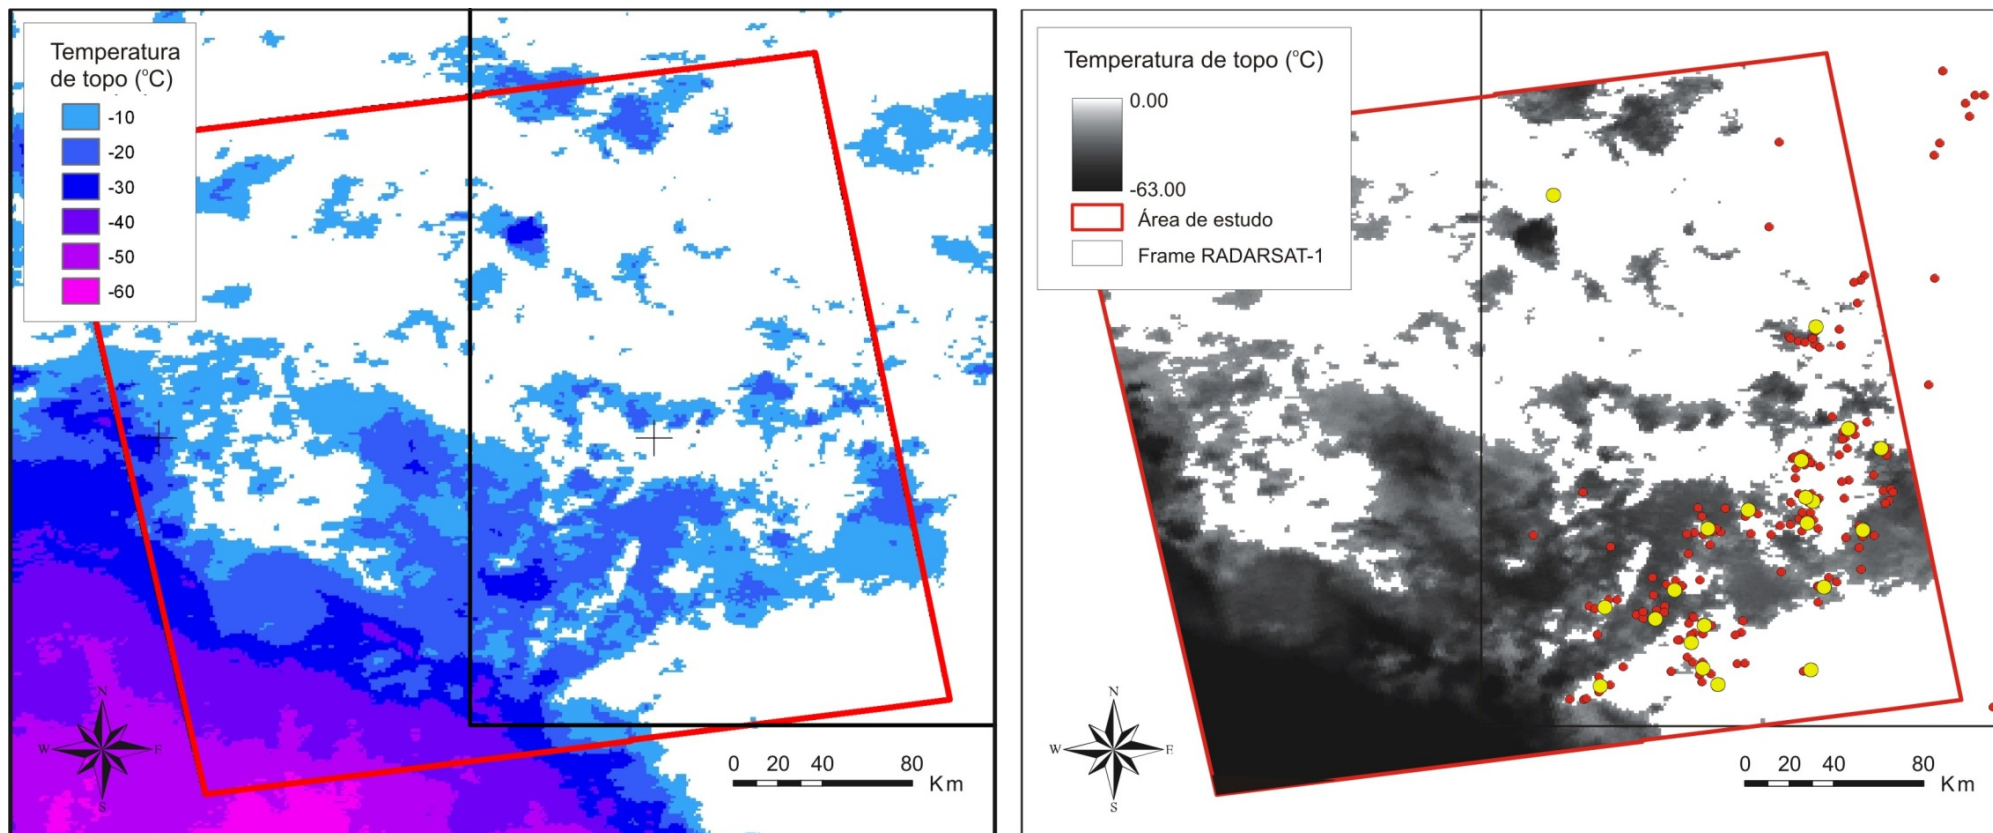 Temperatura
de topo (°C)
-10
-20
-30
-40
-50
-60
N
W
E
S
0 20 40 80
Km
Temperatura de topo (°C)
0.00
-63.00
Área de estudo
Frame RADARSAT-1
N
W
E
S
0 20 40 80
Km